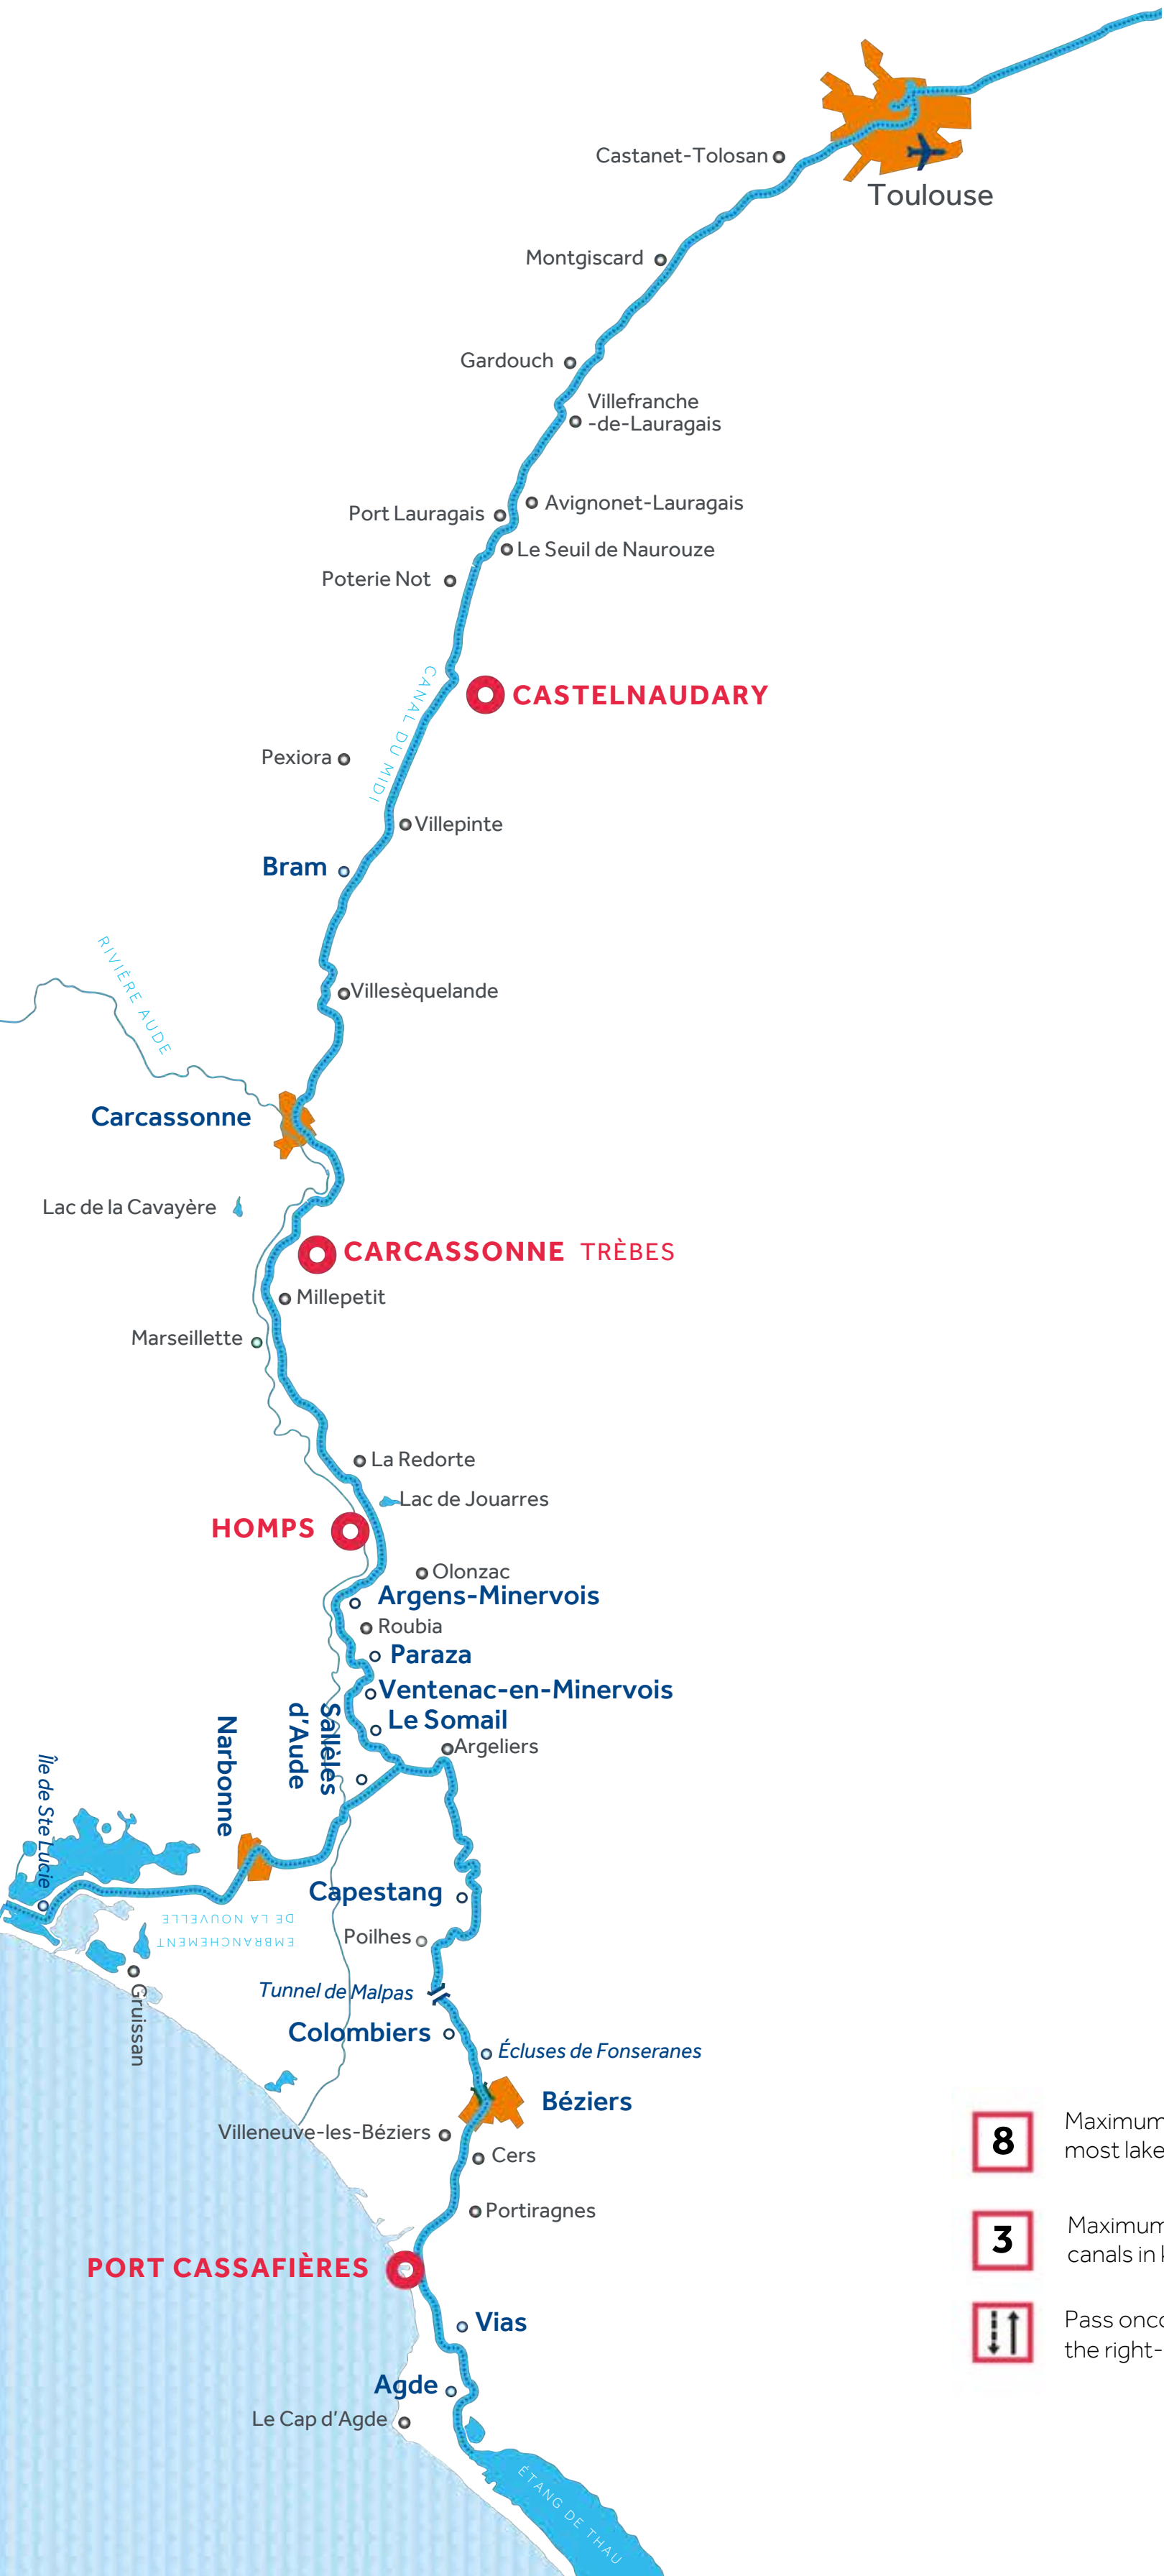 Castanet-Tolosan
Toulouse
Montgiscard
Gardouch
Villefranche
-de-Lauragais
Avignonet-Lauragais
Port Lauragais
Le Seuil de Naurouze
Poterie Not
CANAL DU MIDI
CASTELNAUDARY
Pexiora
Villepinte
Bram
RIVIÈRE AUDE
Villesèquelande
Carcassonne
Lac de la Cavayère
CARCASSONNE TRÈBES
Millepetit
Marseillette
La Redorte
Lac de Jouarres
HOMPS
Olonzac
Argens-Minervois
Roubia
Paraza
Ventenac-en-Minervois
Le Somail
Argeliers
Sallèles
d'Aude
Narbonne
Île de Ste Lucie
Capestang
EMBRANCHEMENT
DE LA NOUVELLE
Poilhes
Gruissan
Tunnel de Malpas
Colombiers
Écluses de Fonseranes
Béziers
Villeneuve-les-Béziers
Cers
Portiragnes
PORT CASSAFIÈRES
Vias
Agde
Le Cap d'Agde
ÉTANG DE THAU
8
Maximum
most lake
3
Maximum
canals in
Pass onc
the right-